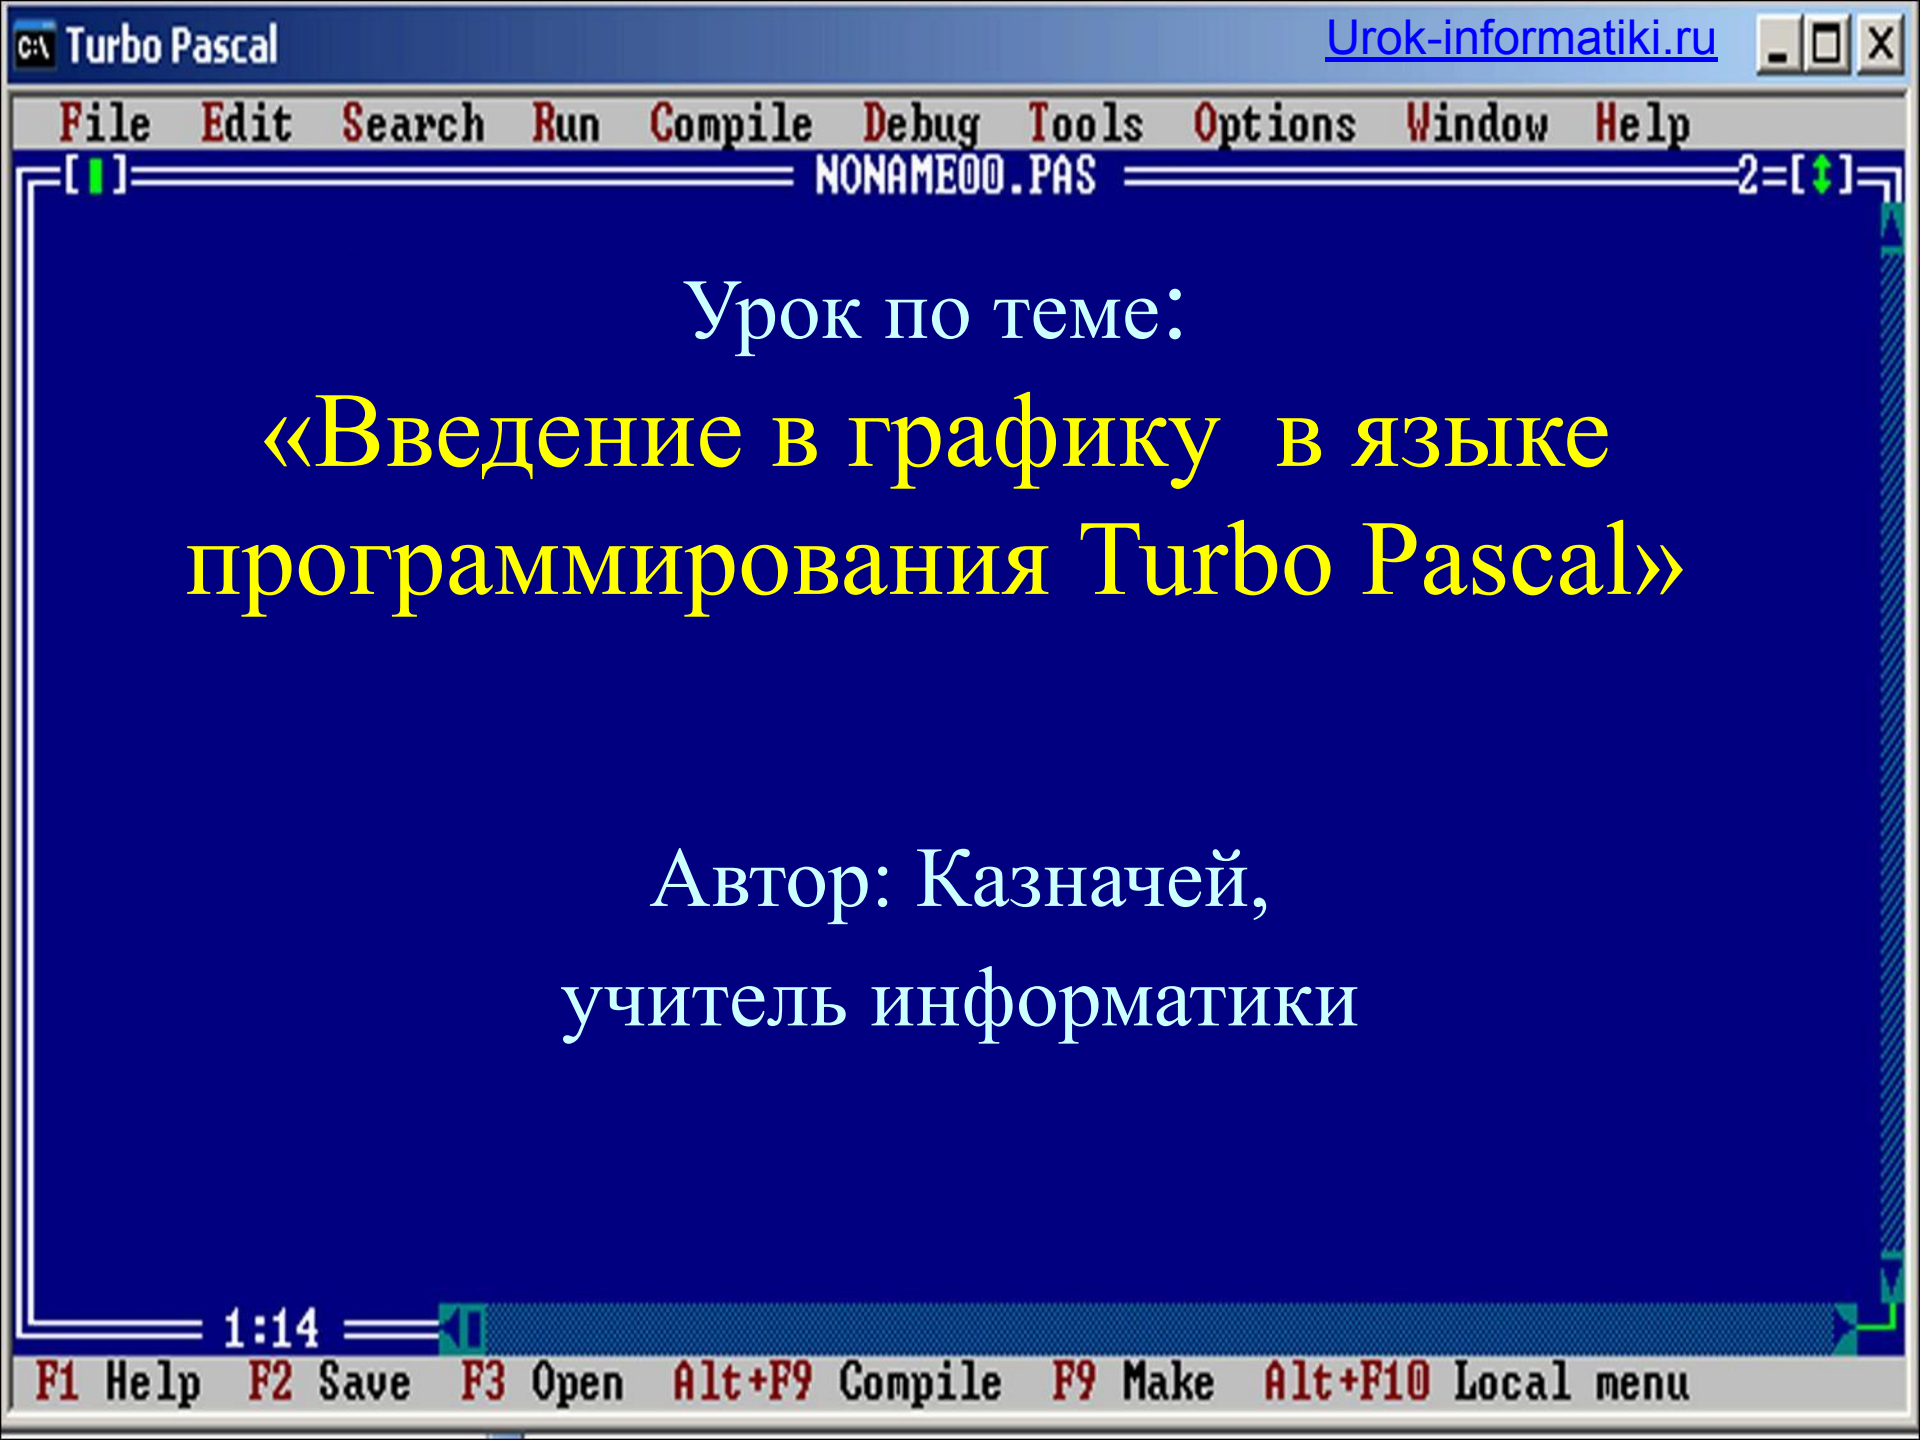 Turbo Pascal
Urok-informatiki.ru
File Edit Search Run Compile Debug Tools Options Window Help
[ ] NONAME00.PAS 2=[↕]
Урок по теме:
«Введение в графику в языке
программирования Turbo Pascal»
Автор: Казначей,
учитель информатики
1:14
F1 Help F2 Save F3 Open Alt+F9 Compile F9 Make Alt+F10 Local menu